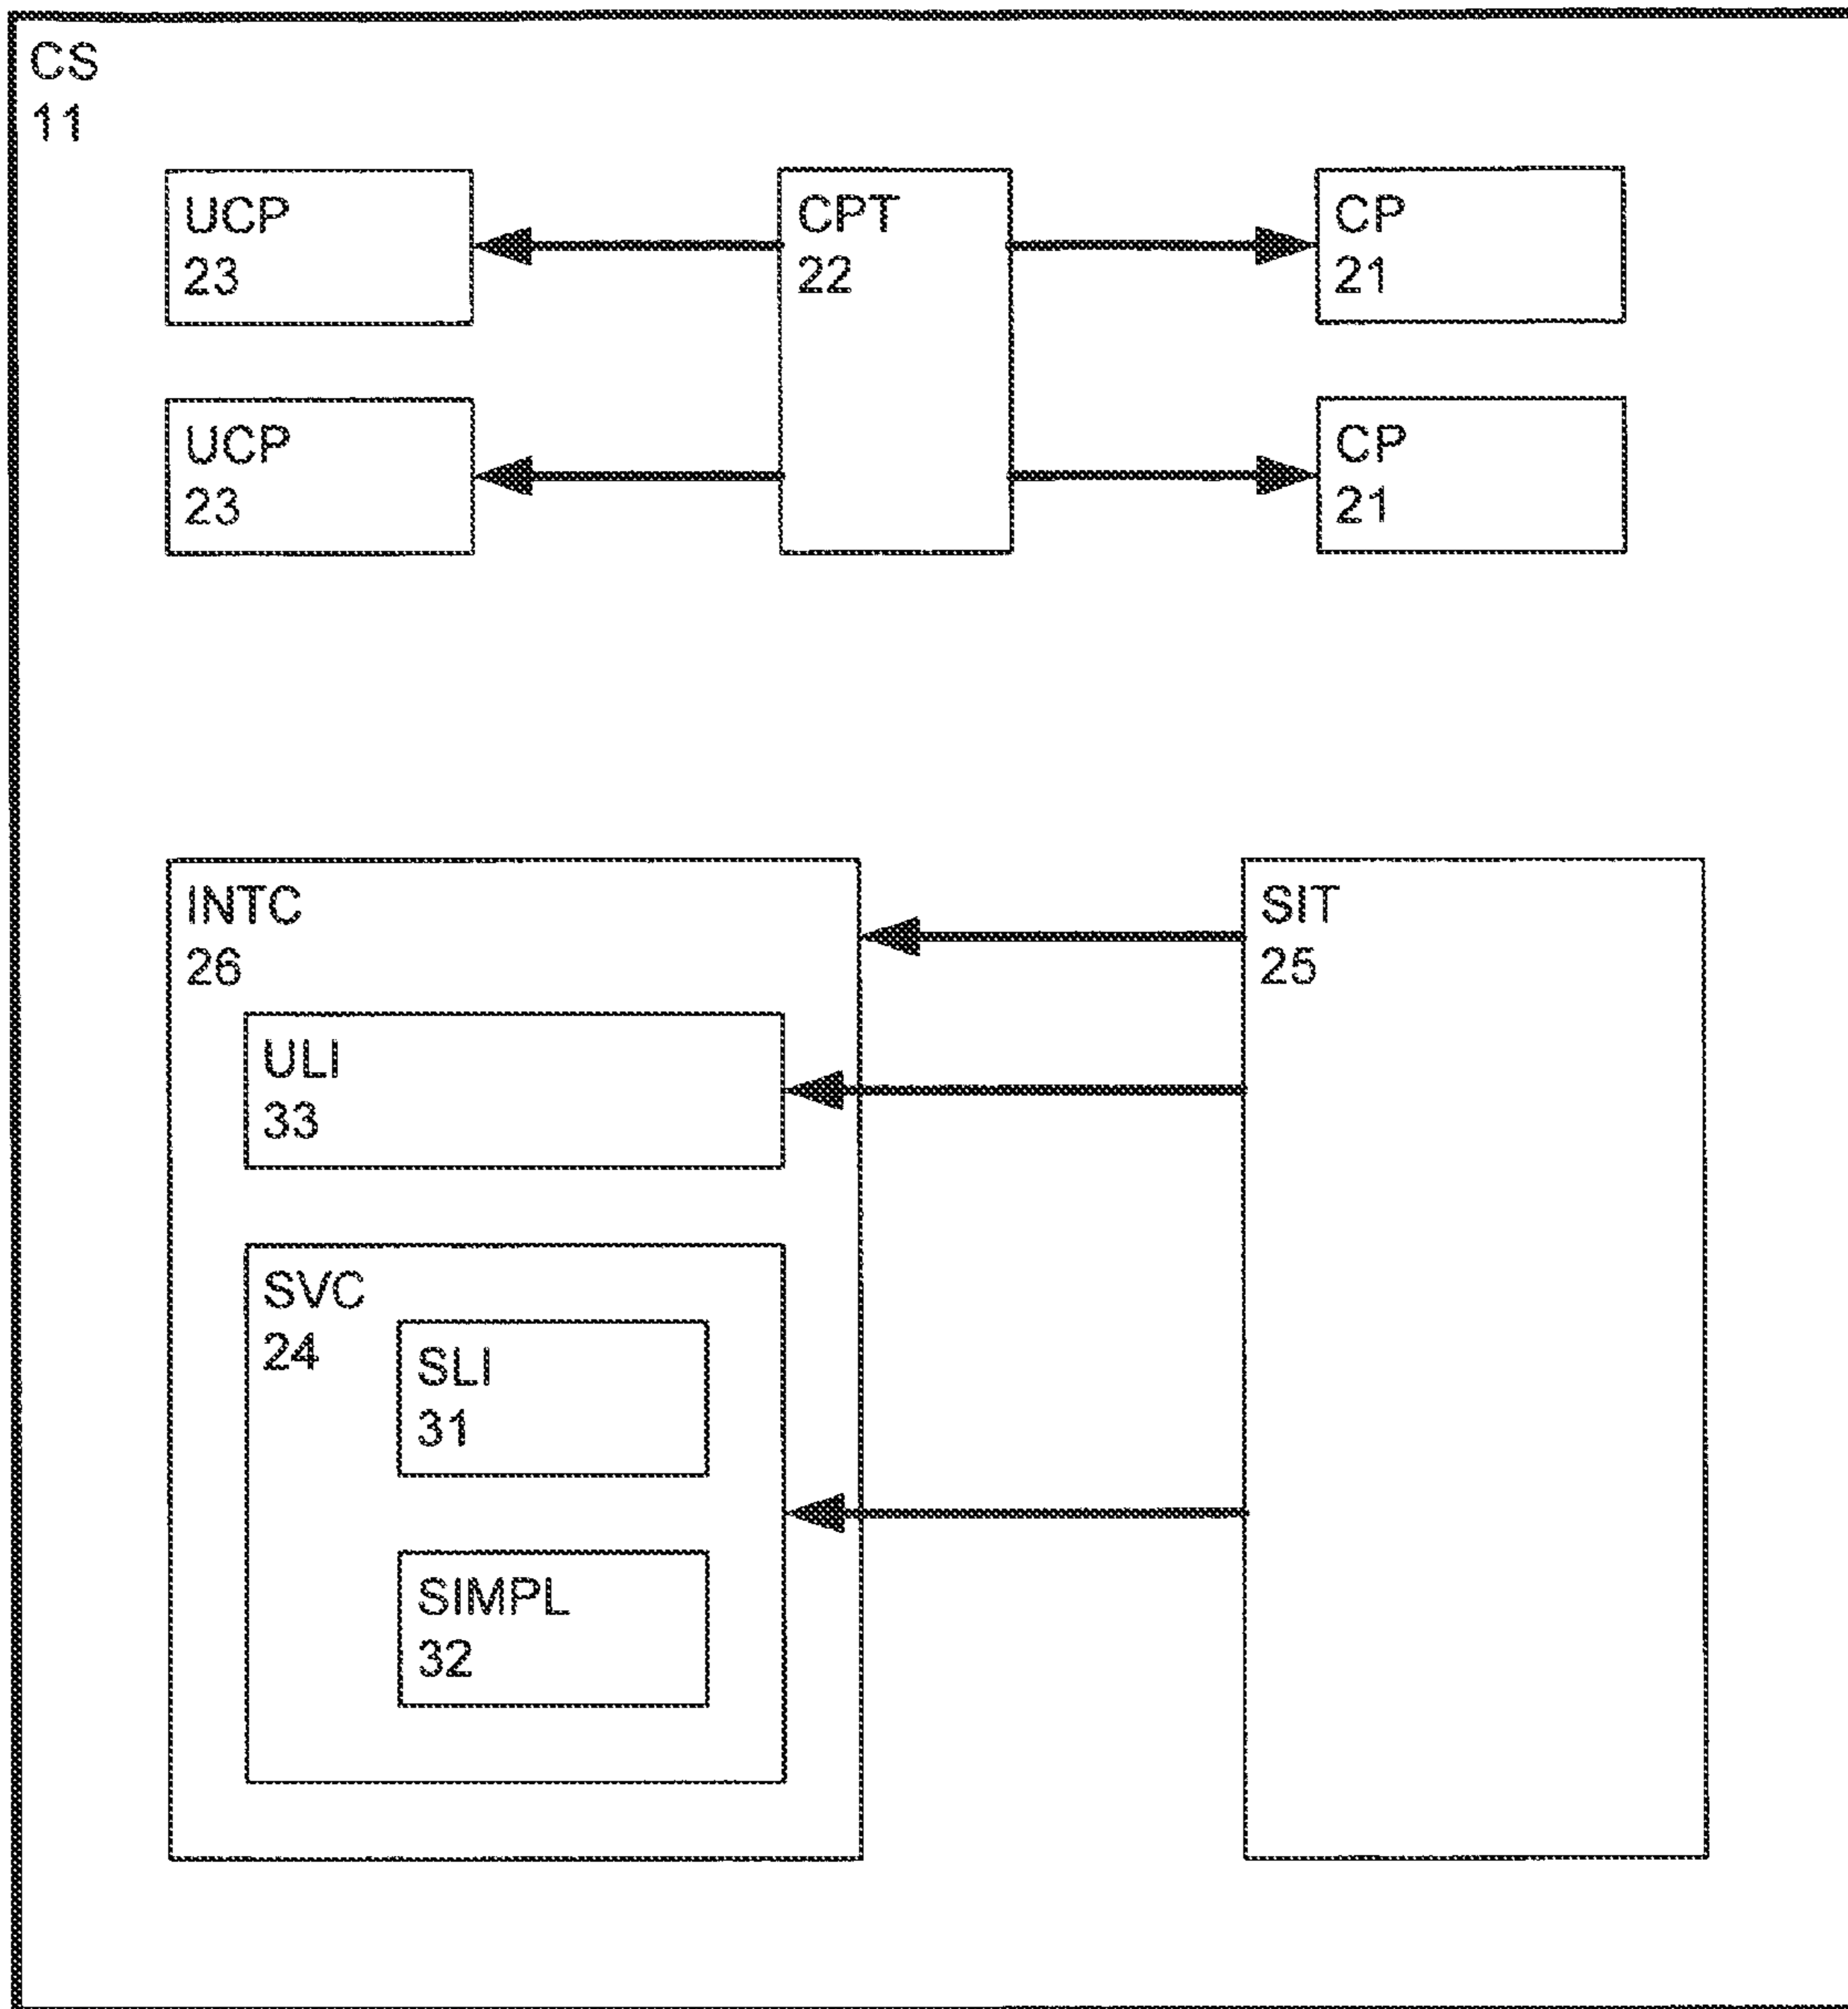 CS
11
UCP
23
CPT
22
CP
21
UCP
23
CP
21
INTC
26
SIT
25
ULI
33
SVC
24
SLI
31
SIMPL
32